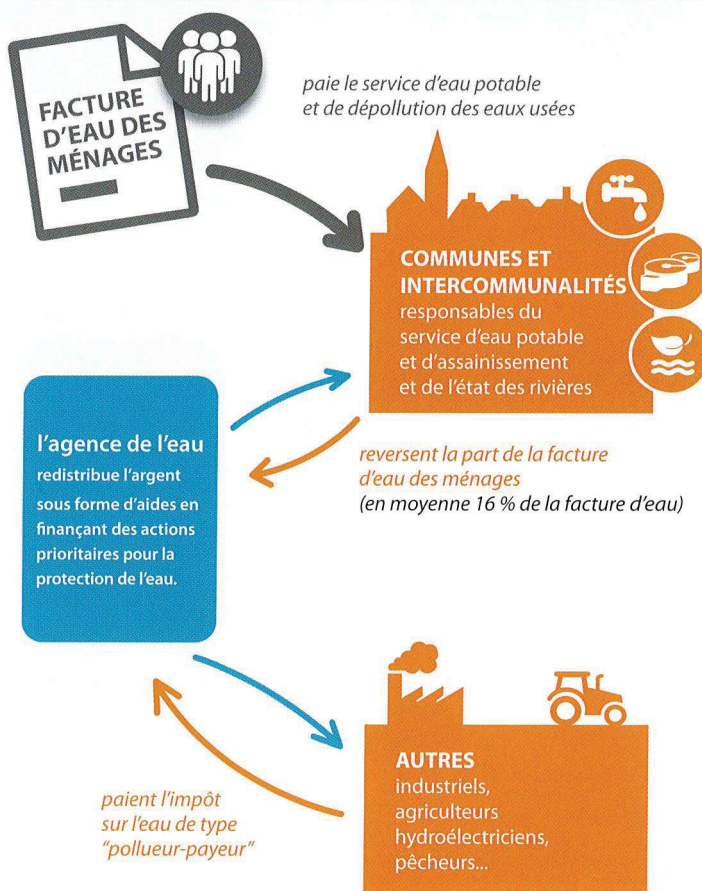 FACTURE
D'EAU DES
MÉNAGES
paie le service d'eau potable
et de dépollution des eaux usées
COMMUNES ET
INTERCOMMUNALITÉS
responsables du
service d'eau potable
et d'assainissement
et de l'état des rivières
l'agence de l'eau
redistribue l'argent
sous forme d'aides en
finançant des actions
prioritaires pour la
protection de l'eau.
reversent la part de la facture
d'eau des ménages
(en moyenne 16 % de la facture d'eau)
paient l'impôt
sur l'eau de type
"pollueur-payeur"
AUTRES
industriels,
agriculteurs
hydroélectriciens,
pêcheurs...